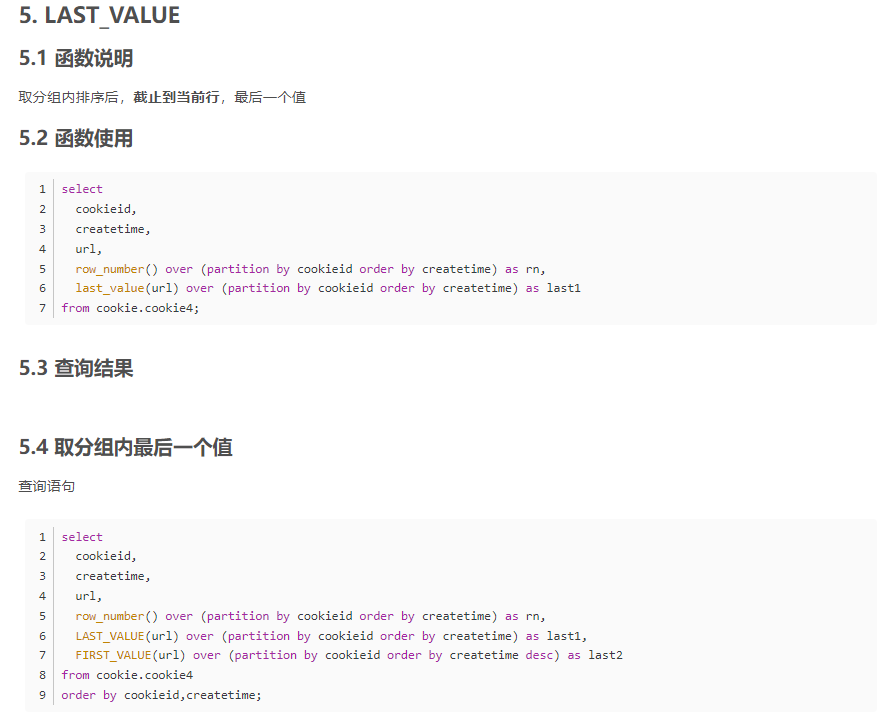 5. LAST_VALUE
5.1 函数说明
取分组内排序后，截止到当前行，最后一个值
5.2 函数使用
1 select
2 cookieid,
3 createtime,
4 url,
5 row_number() over (partition by cookieid order by createtime) as rn,
6 last_value(url) over (partition by cookieid order by createtime) as last1
7 from cookie.cookie4;
5.3 查询结果
5.4 取分组内最后一个值
查询语句
1 select
2 cookieid,
3 createtime,
4 url,
5 row_number() over (partition by cookieid order by createtime) as rn,
6 LAST_VALUE(url) over (partition by cookieid order by createtime) as last1,
7 FIRST_VALUE(url) over (partition by cookieid order by createtime desc) as last2
8 from cookie.cookie4
9 order by cookieid,createtime;